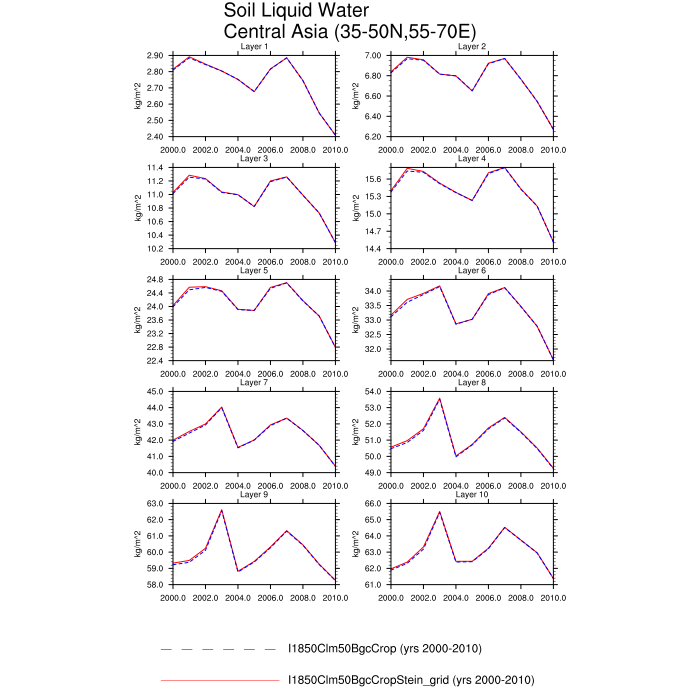 Soil Liquid Water
Central Asia (35-50N,55-70E)
Layer 1
kg/m^2
2.90
2.80
2.70
2.60
2.50
2.40
2000.0 2002.0 2004.0 2006.0 2008.0 2010.0
Layer 2
kg/m^2
7.00
6.80
6.60
6.40
6.20
2000.0 2002.0 2004.0 2006.0 2008.0 2010.0
Layer 3
kg/m^2
11.4
11.2
11.0
10.8
10.6
10.4
10.2
2000.0 2002.0 2004.0 2006.0 2008.0 2010.0
Layer 4
kg/m^2
15.6
15.3
15.0
14.7
14.4
2000.0 2002.0 2004.0 2006.0 2008.0 2010.0
Layer 5
kg/m^2
24.8
24.4
24.0
23.6
23.2
22.8
22.4
2000.0 2002.0 2004.0 2006.0 2008.0 2010.0
Layer 6
kg/m^2
34.0
33.5
33.0
32.5
32.0
2000.0 2002.0 2004.0 2006.0 2008.0 2010.0
Layer 7
kg/m^2
45.0
44.0
43.0
42.0
41.0
40.0
2000.0 2002.0 2004.0 2006.0 2008.0 2010.0
Layer 8
kg/m^2
54.0
53.0
52.0
51.0
50.0
49.0
2000.0 2002.0 2004.0 2006.0 2008.0 2010.0
Layer 9
kg/m^2
63.0
62.0
61.0
60.0
59.0
58.0
2000.0 2002.0 2004.0 2006.0 2008.0 2010.0
Layer 10
kg/m^2
66.0
65.0
64.0
63.0
62.0
61.0
2000.0 2002.0 2004.0 2006.0 2008.0 2010.0
I1850Clm50BgcCrop (yrs 2000-2010)
I1850Clm50BgcCropStein_grid (yrs 2000-2010)